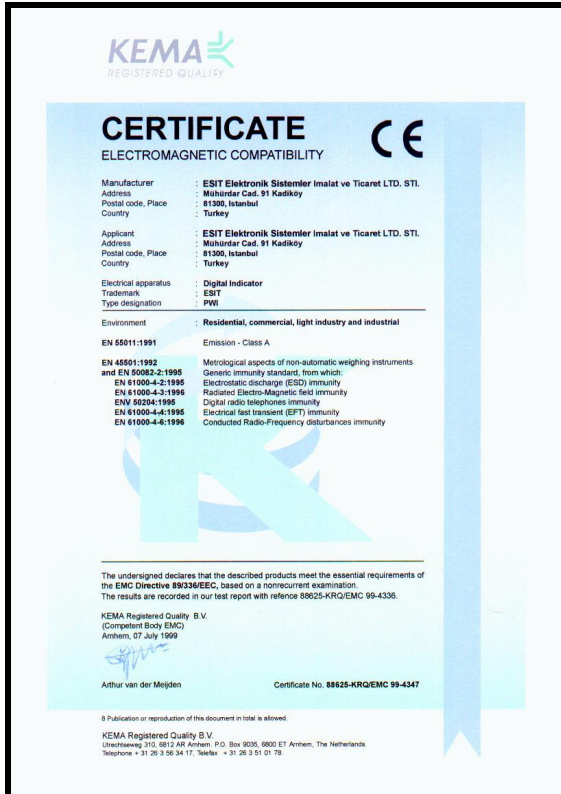 KEMA
REGISTERED QUALITY
CERTIFICATE
ELECTROMAGNETIC COMPATIBILITY
CE
Manufacturer : ESIT Elektronik Sistemler Imalat ve Ticaret LTD. STI.
Address : Mühürdar Cad. 91 Kadiköy
Postal code, Place : 81300, Istanbul
Country : Turkey
Applicant : ESIT Elektronik Sistemler Imalat ve Ticaret LTD. STI.
Address : Mühürdar Cad. 91 Kadiköy
Postal code, Place : 81300, Istanbul
Country : Turkey
Electrical apparatus : Digital Indicator
Trademark : ESIT
Type designation : PWI
Environment : Residential, commercial, light industry and industrial
EN 55011:1991 Emission - Class A
EN 45501:1992 Metrological aspects of non-automatic weighing instruments
and EN 50082-2:1995 Generic immunity standard, from which:
EN 61000-4-2:1995 Electrostatic discharge (ESD) immunity
EN 61000-4-3:1996 Radiated Electro-Magnetic field immunity
ENV 50204:1995 Digital radio telephones immunity
EN 61000-4-4:1995 Electrical fast transient (EFT) immunity
EN 61000-4-6:1996 Conducted Radio-Frequency disturbances immunity
The undersigned declares that the described products meet the essential requirements of
the EMC Directive 89/336/EEC, based on a nonrecurrent examination.
The results are recorded in our test report with refence 88625-KRQ/EMC 99-4336.
KEMA Registered Quality B.V.
(Competent Body EMC)
Arnhem, 07 July 1999
Arthur van der Meijden Certificate No. 88625-KRQ/EMC 99-4347
8 Publication or reproduction of this document in total is allowed.
KEMA Registered Quality B.V.
Utrechtseweg 310, 6812 AR Arnhem. P.O. Box 9035, 6800 ET Arnhem, The Netherlands.
Telephone + 31 26 3 56 34 17, Telefax + 31 26 3 51 01 78.